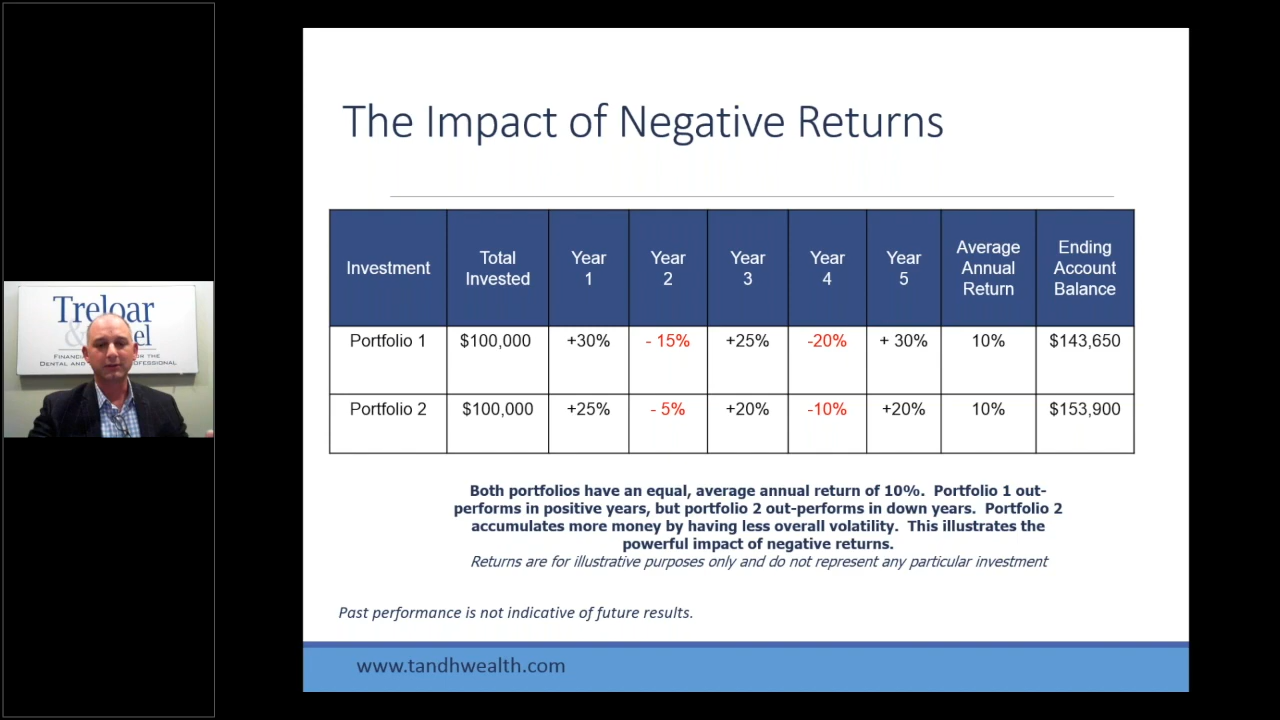 The Impact of Negative Returns
Investment
Total
Invested
Year
1
Year
2
Year
3
Year
4
Year
5
Average
Annual
Return
Ending
Account
Balance
Portfolio 1
$100,000
+30%
- 15%
+25%
-20%
+ 30%
10%
$143,650
Portfolio 2
$100,000
+25%
- 5%
+20%
-10%
+20%
10%
$153,900
Both portfolios have an equal, average annual return of 10%. Portfolio 1 out-
performs in positive years, but portfolio 2 out-performs in down years. Portfolio 2
accumulates more money by having less overall volatility. This illustrates the
powerful impact of negative returns.
Returns are for illustrative purposes only and do not represent any particular investment
Past performance is not indicative of future results.
www.tandhwealth.com
Treloar
&